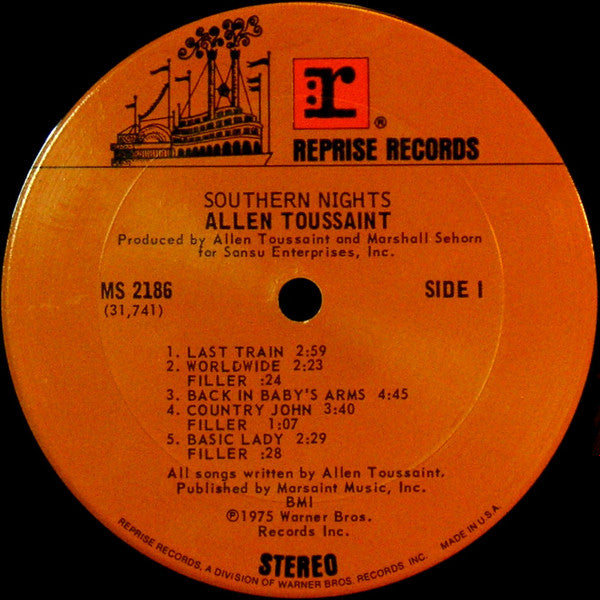 r
®
REPRISE RECORDS
SOUTHERN NIGHTS
ALLEN TOUSSAINT
Produced by Allen Toussaint and Marshall Sehorn
for Sansu Enterprises, Inc.
MS 2186
(31,741)
SIDE 1
1. LAST TRAIN 2:59
2. WORLDWIDE 2:23
FILLER :24
3. BACK IN BABY'S ARMS 4:45
4. COUNTRY JOHN 3:40
FILLER 1:07
5. BASIC LADY 2:29
FILLER :28
All songs written by Allen Toussaint.
Published by Marsaint Music, Inc.
BMI
℗1975 Warner Bros.
Records Inc.
STEREO
REPRISE RECORDS, A DIVISION OF WARNER BROS. RECORDS INC. MADE IN U.S.A.